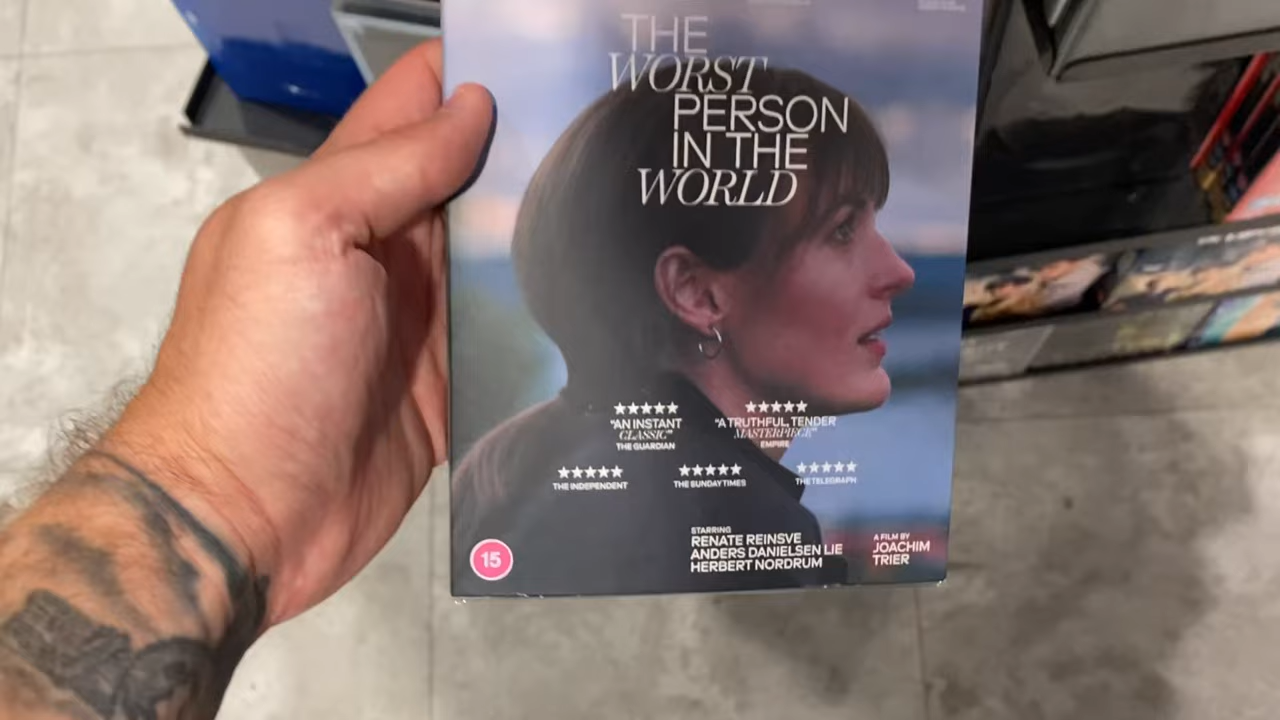 THE
WORST
PERSON
IN THE
WORLD
★★★★★
"AN INSTANT
CLASSIC"
THE GUARDIAN
★★★★★
"A TRUTHFUL, TENDER
MASTERPIECE"
EMPIRE
★★★★★
THE INDEPENDENT
★★★★★
THE SUNDAY TIMES
★★★★★
THE TELEGRAPH
15
STARRING
RENATE REINSVE
ANDERS DANIELSEN LIE
HERBERT NORDRUM
A FILM BY
JOACHIM
TRIER